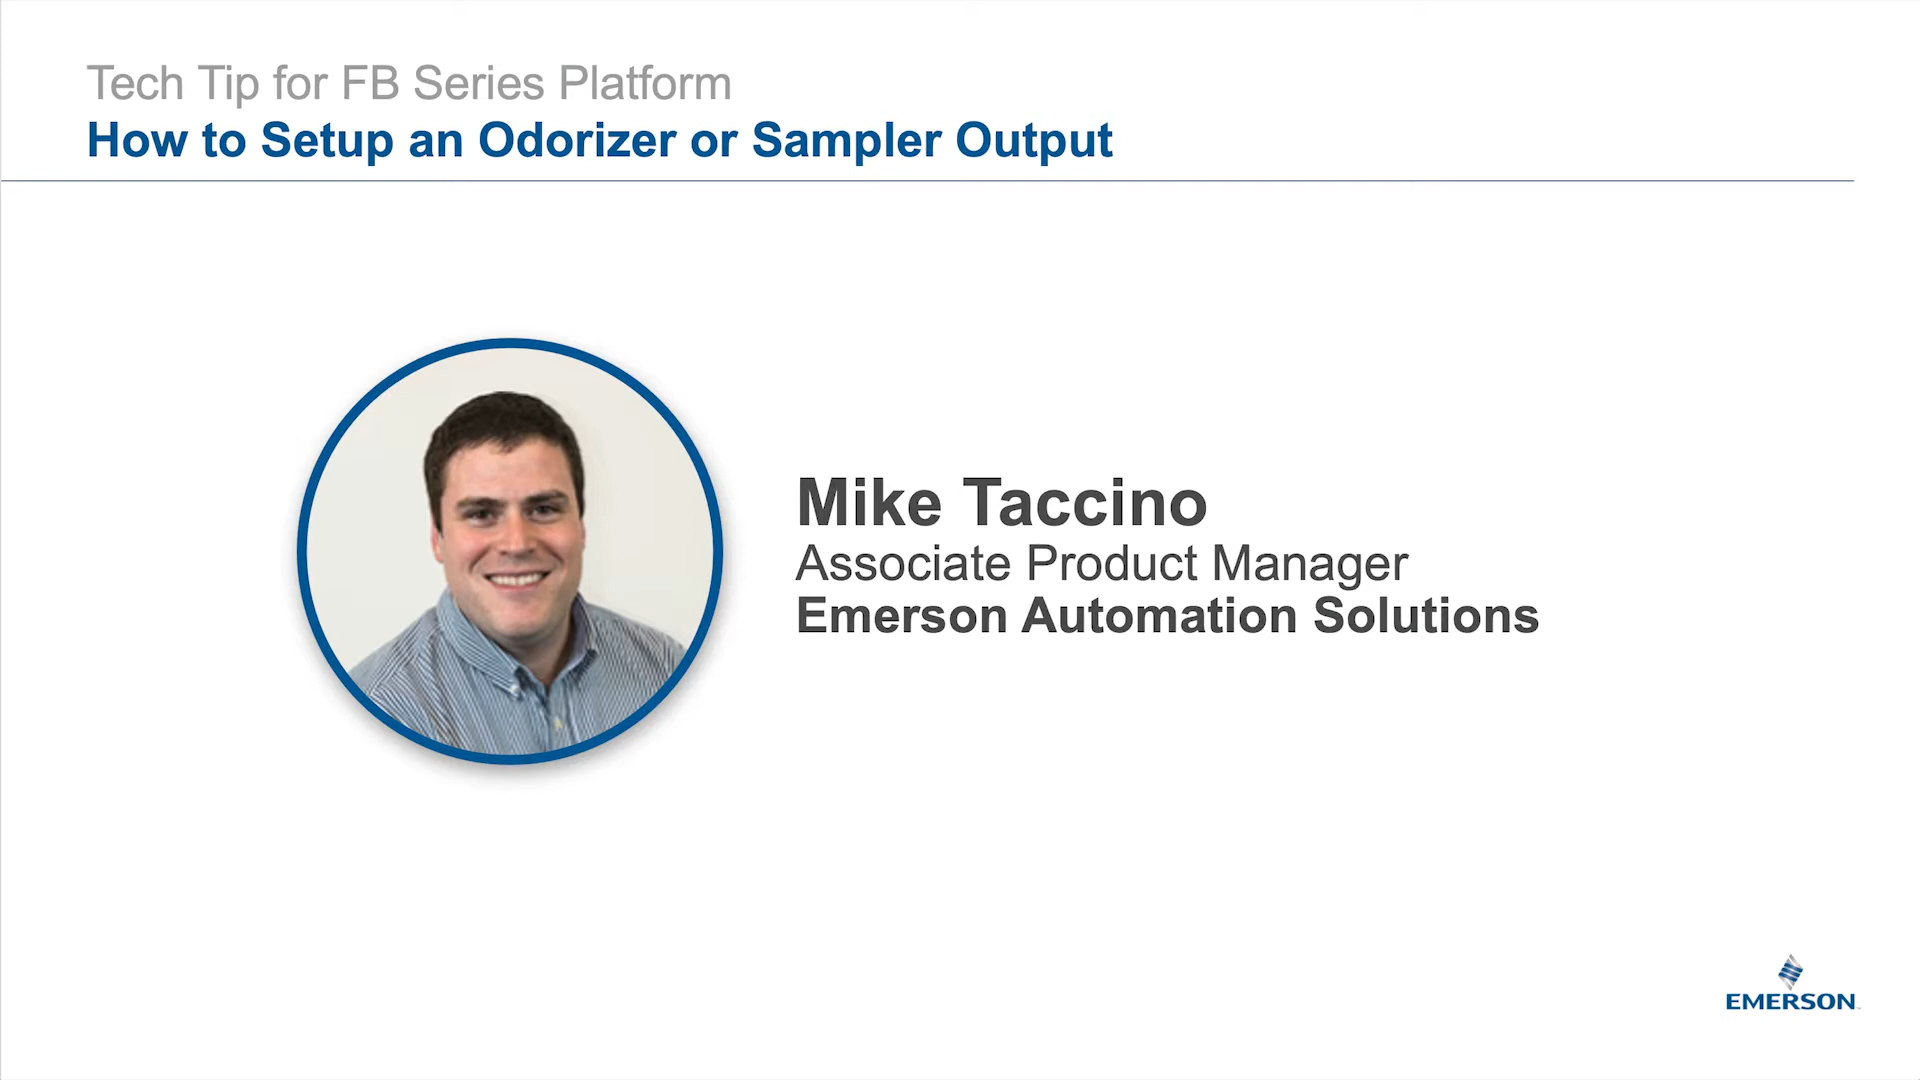 Tech Tip for FB Series Platform
How to Setup an Odorizer or Sampler Output
Mike Taccino
Associate Product Manager
Emerson Automation Solutions
EMERSON